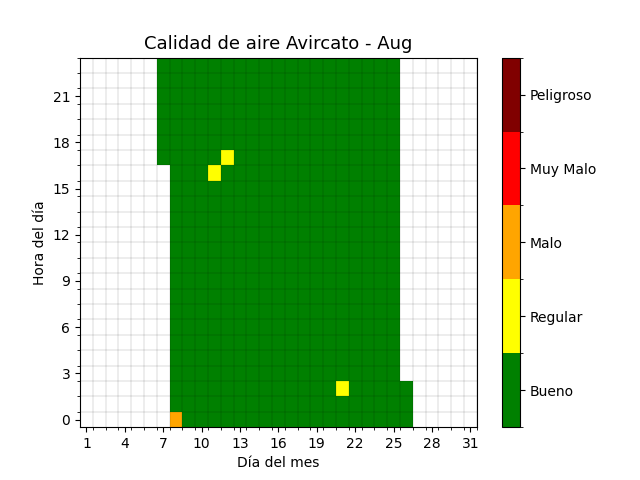 Calidad de aire Avircato - Aug
Hora del día
21
18
15
12
9
6
3
0
1 4 7 10 13 16 19 22 25 28 31
Día del mes
Peligroso
Muy Malo
Malo
Regular
Bueno